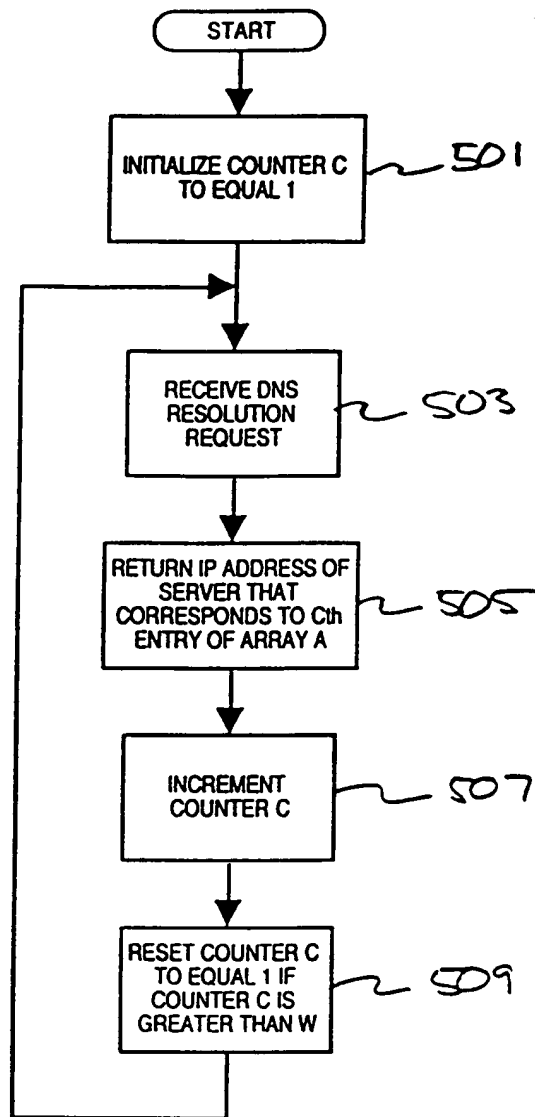 START
INITIALIZE COUNTER C
TO EQUAL 1
501
RECEIVE DNS
RESOLUTION
REQUEST
503
RETURN IP ADDRESS OF
SERVER THAT
CORRESPONDS TO Cth
ENTRY OF ARRAY A
505
INCREMENT
COUNTER C
507
RESET COUNTER C
TO EQUAL 1 IF
COUNTER C IS
GREATER THAN W
509